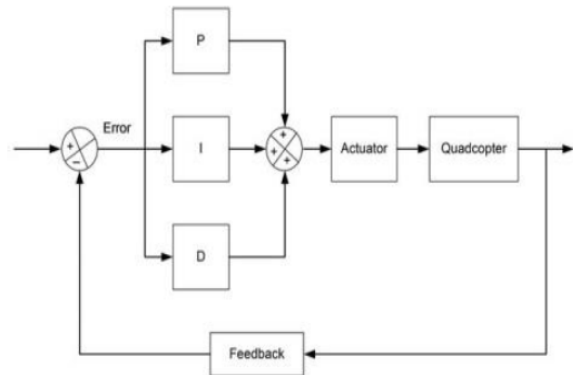 P
Error
+
−
I
+
+
+
Actuator
Quadcopter
D
Feedback